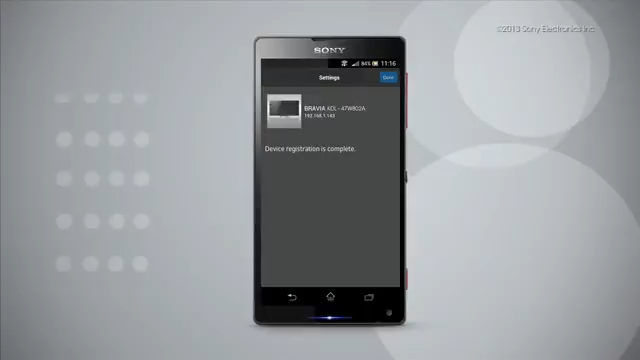 ©2013 Sony Electronics Inc.
SONY
84% 11:16
Settings
Done
BRAVIA KDL - 47W802A
192.168.1.143
Device registration is complete.